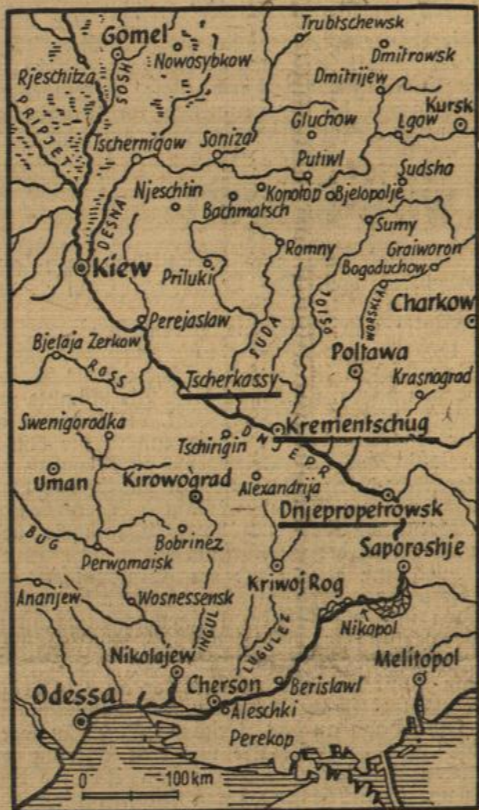 Trubtschewsk
Gomel
Nowosybkow
Dmitrowsk
Rjeschitza
SOSH
Dmitrijew
Kursk
PRIPJET
Gluchow
Lgow
Tschernigow
Soniza
Putiwl
Sudsha
DESNA
Njeschtin
Konotop
Bjelopolje
Bachmatsch
Sumy
Romny
Graiworon
Kiew
Priluki
Bogoduchow
PSIOL
WORSKLA
Charkow
Perejaslaw
SUDA
Bjelaja Zerkow
Poltawa
ROSS
Tscherkassy
Krasnograd
Swenigorodka
Krementschug
Tschirigin
DNJEPR
Uman
Kirowograd
Alexandrija
Dnjepropetrowsk
BUG
Bobrinez
Saporoshje
Perwomaisk
Kriwoj Rog
Ananjew
Wosnessensk
INGUL
Nikopol
LUGULEZ
Nikolajew
Melitopol
Cherson
Berislawl
Odessa
Aleschki
Perekop
0 100 km